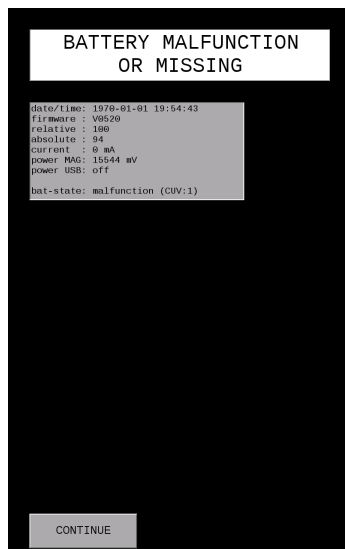 BATTERY MALFUNCTION
OR MISSING
date/time: 1970-01-01 19:54:43
firmware : V0520
relative : 100
absolute : 94
current  : 0 mA
power MAG: 15544 mV
power USB: off
bat-state: malfunction (CUV:1)
CONTINUE